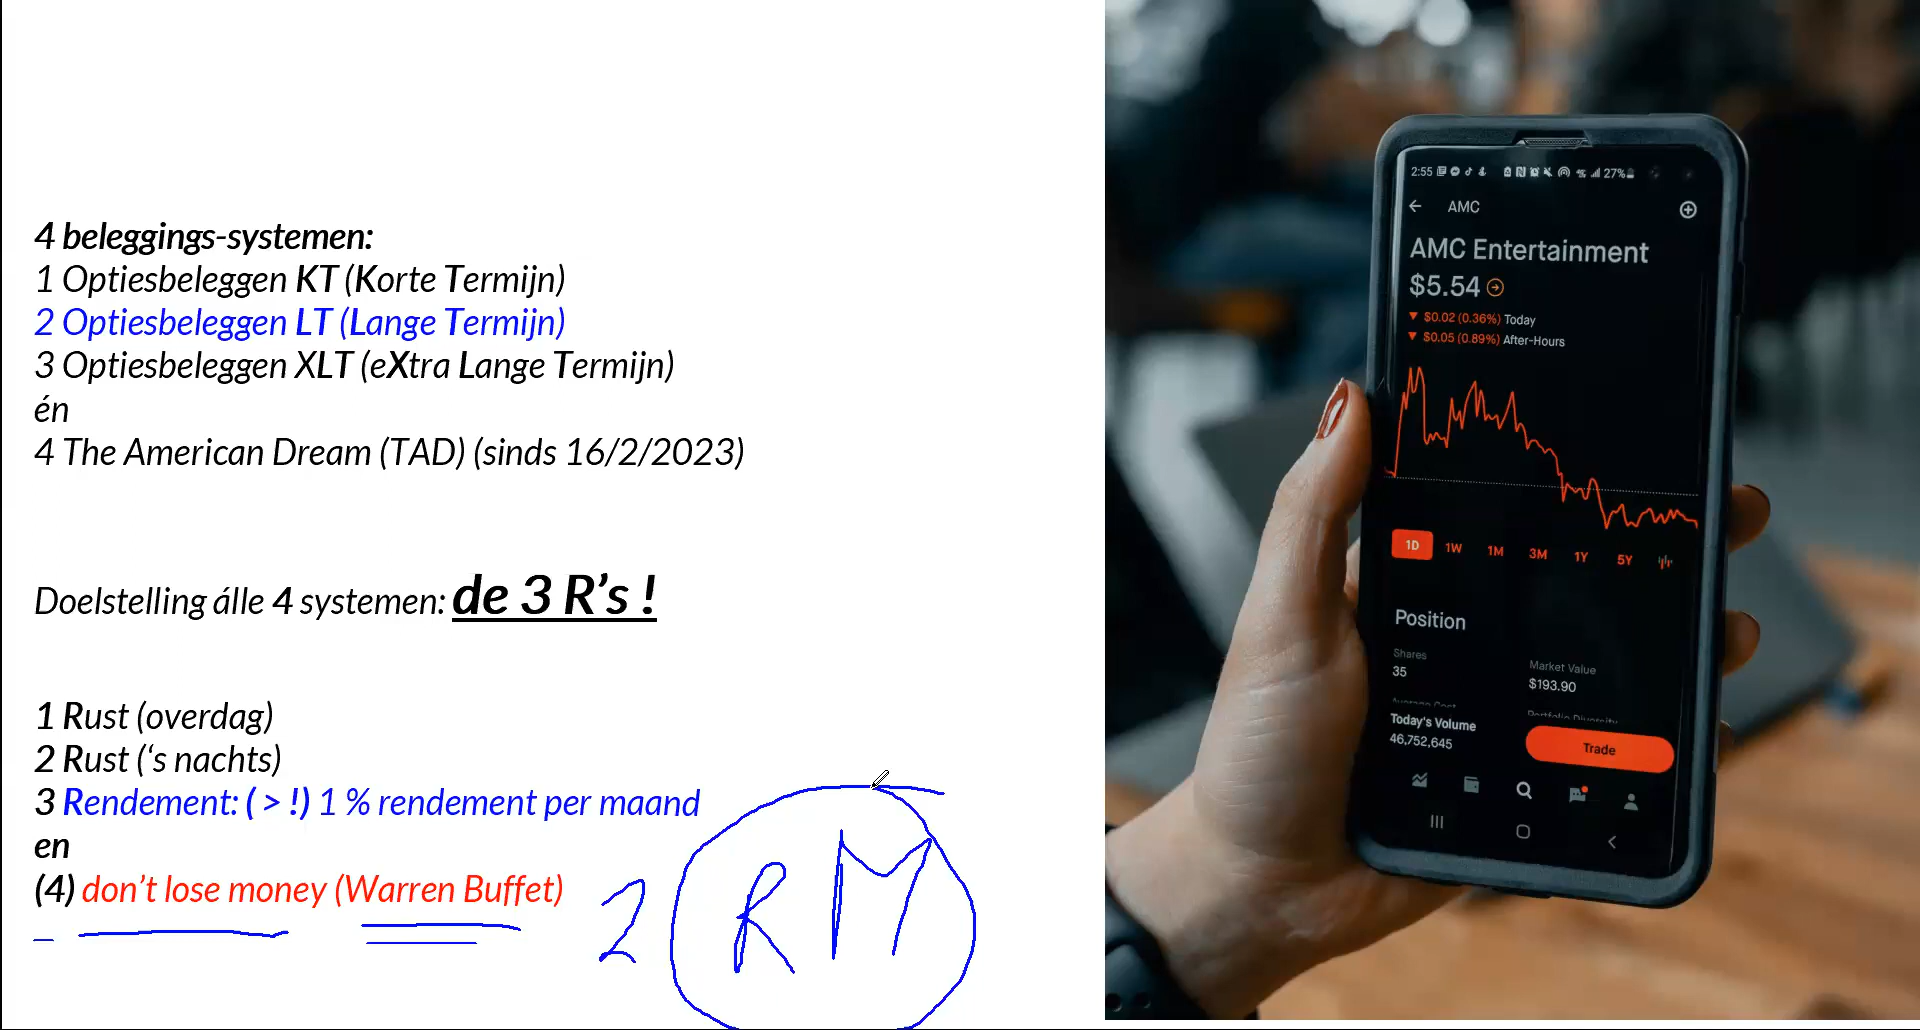 4 beleggings-systemen:
1 Optiesbeleggen KT (Korte Termijn)
2 Optiesbeleggen LT (Lange Termijn)
3 Optiesbeleggen XLT (eXtra Lange Termijn)
én
4 The American Dream (TAD) (sinds 16/2/2023)
Doelstelling álle 4 systemen: de 3 R's !
1 Rust (overdag)
2 Rust (‘s nachts)
3 Rendement: ( > !) 1 % rendement per maand
en
(4) don't lose money (Warren Buffet)
2 RM
2:55 27%
AMC
AMC Entertainment
$5.54
$0.02 (0.36%) Today
$0.05 (0.89%) After-Hours
1D 1W 1M 3M 1Y 5Y
Position
Shares Market Value
35 $193.90
Today's Volume
46,752,645
Trade